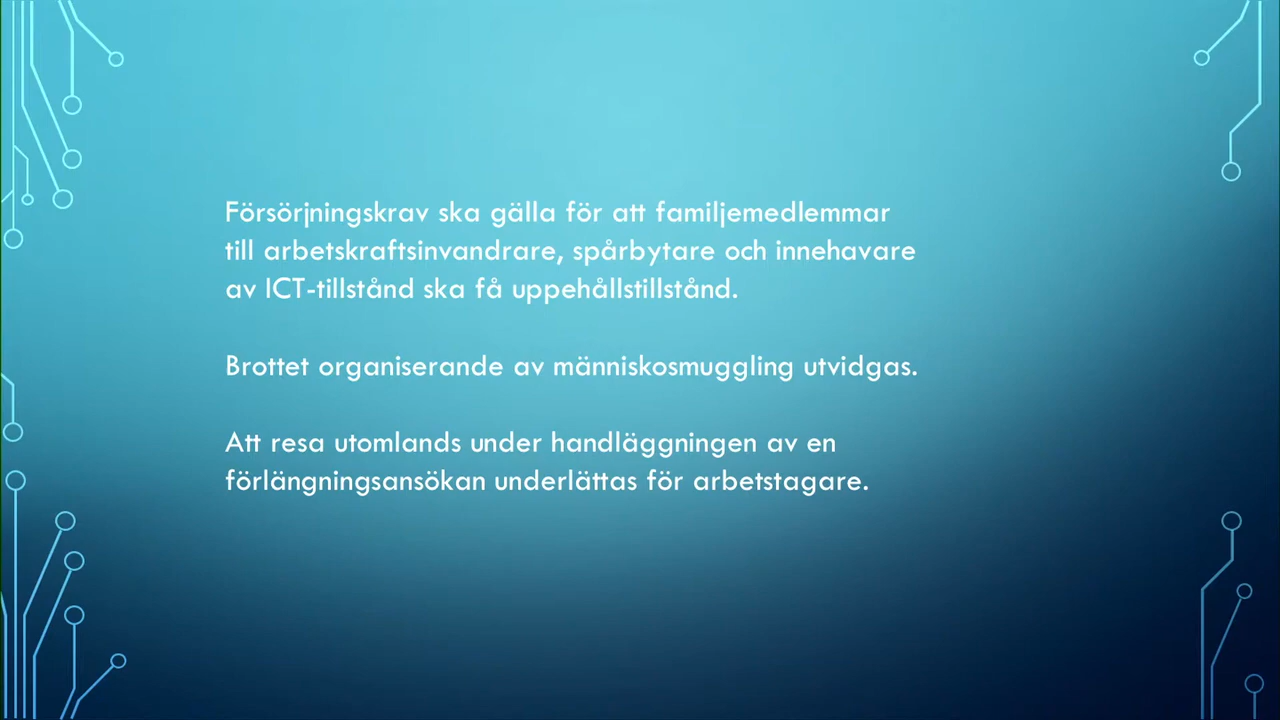 Försörjningskrav ska gälla för att familjemedlemmar
till arbetskraftsinvandrare, spårbytare och innehavare
av ICT-tillstånd ska få uppehållstillstånd.
Brottet organiserande av människosmuggling utvidgas.
Att resa utomlands under handläggningen av en
förlängningsansökan underlättas för arbetstagare.